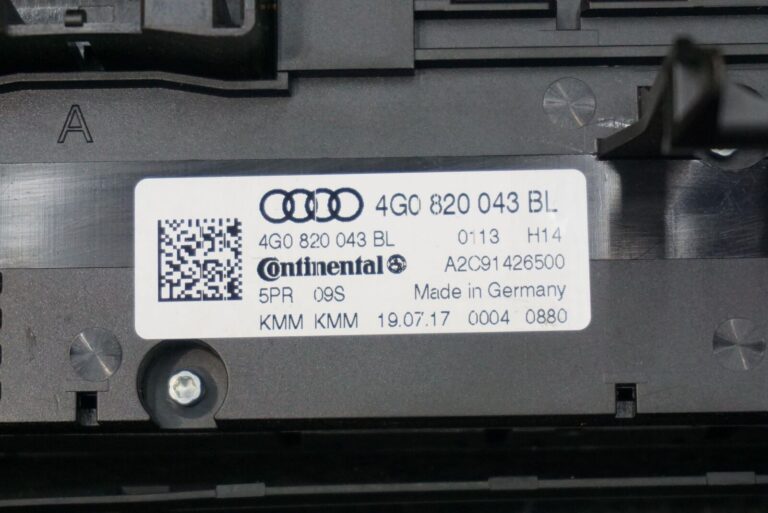 A
4G0 820 043 BL
4G0 820 043 BL 0113 H14
Continental A2C91426500
5PR 09S Made in Germany
KMM KMM 19.07.17 0004 0880